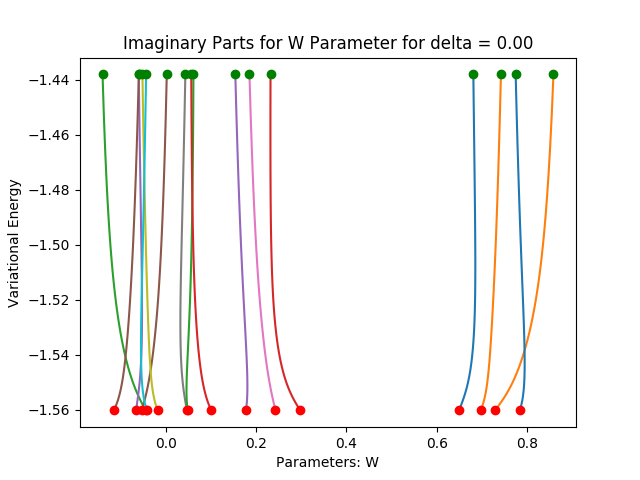 Imaginary Parts for W Parameter for delta = 0.00
−1.44
−1.46
−1.48
−1.50
−1.52
−1.54
−1.56
Variational Energy
0.0 0.2 0.4 0.6 0.8
Parameters: W